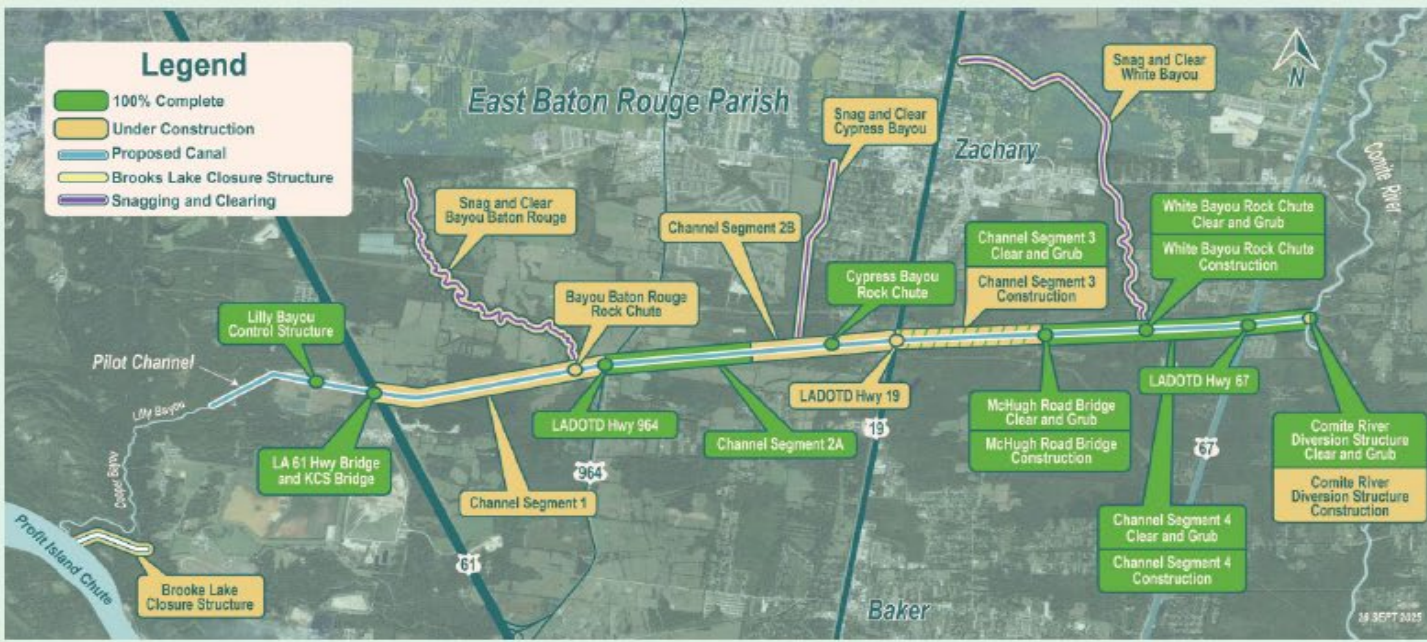 Legend
100% Complete
Under Construction
Proposed Canal
Brooks Lake Closure Structure
Snagging and Clearing
East Baton Rouge Parish
Snag and Clear
White Bayou
N
Snag and Clear
Cypress Bayou
Zachary
Comite River
Snag and Clear
Bayou Baton Rouge
Channel Segment 2B
Channel Segment 3
Clear and Grub
Channel Segment 3
Construction
White Bayou Rock Chute
Clear and Grub
White Bayou Rock Chute
Construction
Cypress Bayou
Rock Chute
Bayou Baton Rouge
Rock Chute
Lilly Bayou
Control Structure
Pilot Channel
Lilly Bayou
Copper Bayou
LADOTD Hwy 67
LADOTD Hwy 19
LADOTD Hwy 964
Channel Segment 2A
McHugh Road Bridge
Clear and Grub
McHugh Road Bridge
Construction
19
67
Comite River
Diversion Structure
Clear and Grub
Comite River
Diversion Structure
Construction
LA 61 Hwy Bridge
and KCS Bridge
964
Channel Segment 1
Channel Segment 4
Clear and Grub
Channel Segment 4
Construction
Profit Island Chute
61
Brooke Lake
Closure Structure
Baker
26 SEPT 2025